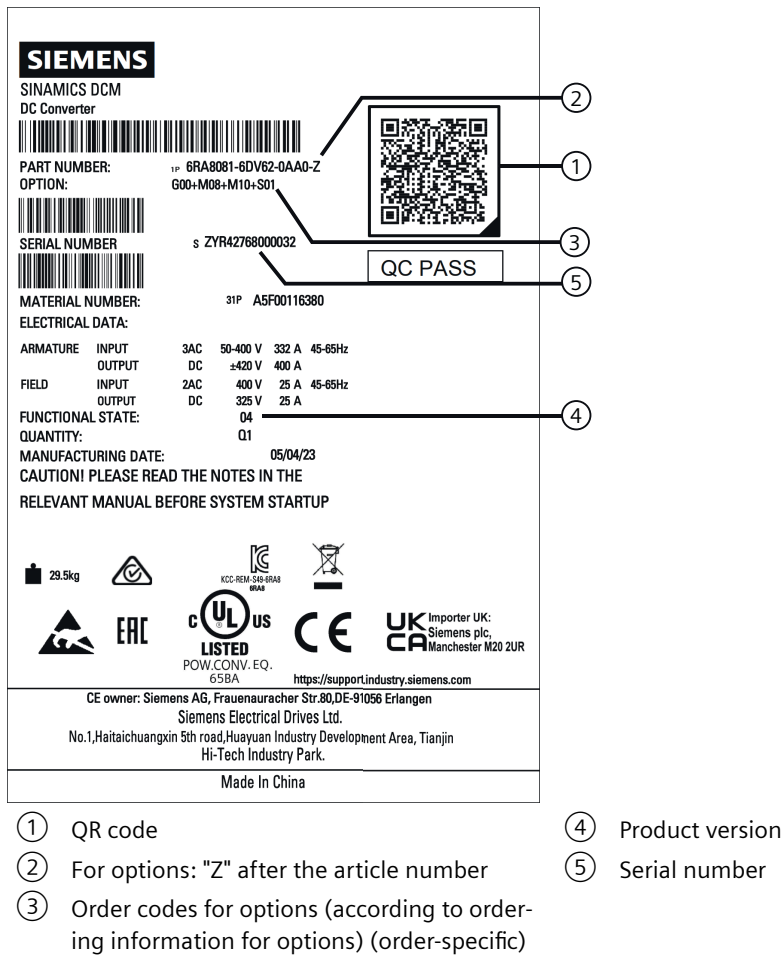 SIEMENS
SINAMICS DCM
DC Converter
PART NUMBER: 1P 6RA8081-6DV62-0AA0-Z
OPTION: G00+M08+M10+S01
SERIAL NUMBER S ZYR42768000032
QC PASS
MATERIAL NUMBER: 31P A5F00116380
ELECTRICAL DATA:
ARMATURE INPUT 3AC 50-400 V 332 A 45-65Hz
OUTPUT DC ±420 V 400 A
FIELD INPUT 2AC 400 V 25 A 45-65Hz
OUTPUT DC 325 V 25 A
FUNCTIONAL STATE: 04
QUANTITY: Q1
MANUFACTURING DATE: 05/04/23
CAUTION! PLEASE READ THE NOTES IN THE
RELEVANT MANUAL BEFORE SYSTEM STARTUP
2
1
3
5
4
29.5kg
KCC-REM-S49-6RA8
6RA8
EAC
C UL US
®
LISTED
POW.CONV. EQ.
65BA
CE
UK
CA
Importer UK:
Siemens plc,
Manchester M20 2UR
https://support.industry.siemens.com
CE owner: Siemens AG, Frauenauracher Str.80,DE-91056 Erlangen
Siemens Electrical Drives Ltd.
No.1,Haitaichuangxin 5th road,Huayuan Industry Development Area, Tianjin
Hi-Tech Industry Park.
Made In China
1 QR code
2 For options: "Z" after the article number
3 Order codes for options (according to order-
ing information for options) (order-specific)
4 Product version
5 Serial number